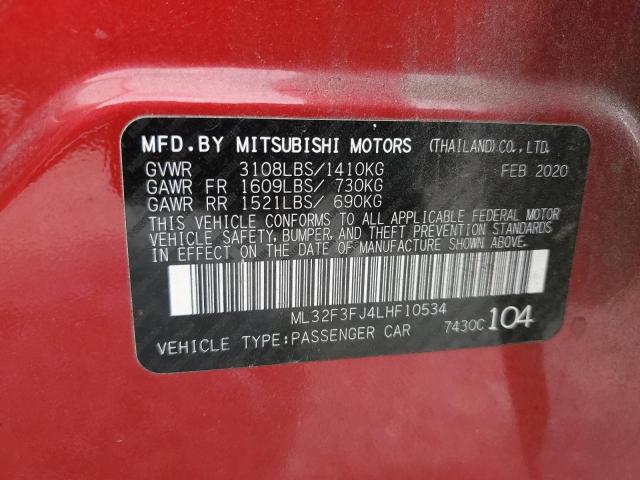 MFD.BY MITSUBISHI MOTORS (THAILAND)CO., LTD.
GVWR 3108LBS/1410KG FEB 2020
GAWR FR 1609LBS/ 730KG
GAWR RR 1521LBS/ 690KG
THIS VEHICLE CONFORMS TO ALL APPLICABLE FEDERAL MOTOR
VEHICLE SAFETY, BUMPER, AND THEFT PREVENTION STANDARDS
IN EFFECT ON THE DATE OF MANUFACTURE SHOWN ABOVE.
ML32F3FJ4LHF10534
VEHICLE TYPE:PASSENGER CAR 7430C 104